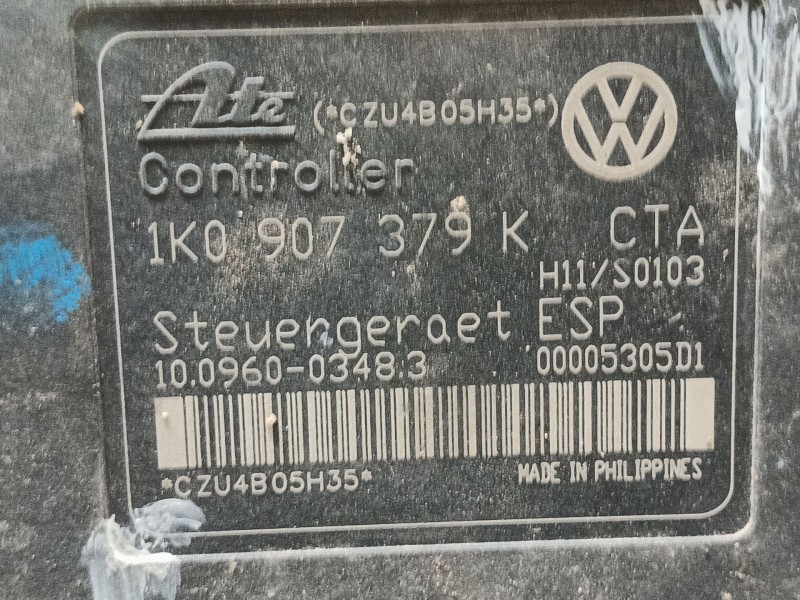 Ate (*CZU4B05H35*)
Controller
1K0 907 379 K CTA
H11/S0103
Steuergeraet ESP
10.0960-0348.3 00005305D1
*CZU4B05H35* MADE IN PHILIPPINES